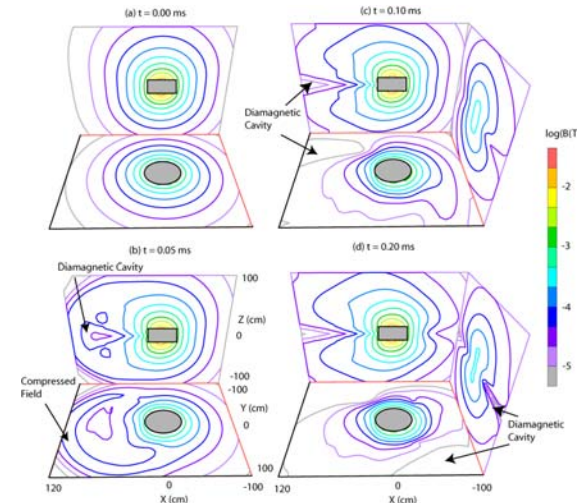 (a) t = 0.00 ms
(c) t = 0.10 ms
Diamagnetic
Cavity
log(B(T
-2
-3
-4
-5
(b) t = 0.05 ms
Diamagnetic Cavity
100
Z (cm)
0
-100
Compressed
Field
-100
Y (cm)
0
100
120
0
-100
X (cm)
(d) t = 0.20 ms
Diamagnetic
Cavity
120
0
-100
X (cm)